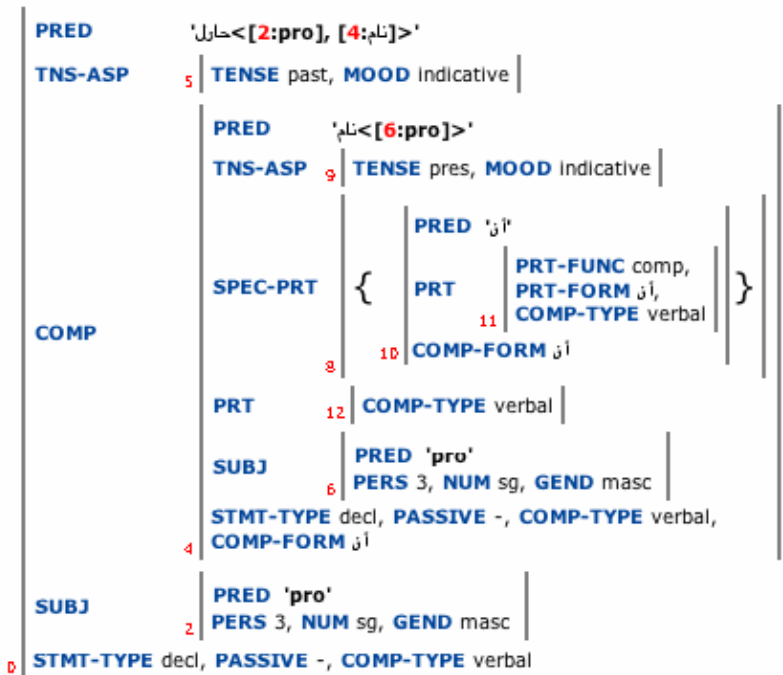 PRED 'حاول<[2:pro], [4:نام]>'
TNS-ASP 5 TENSE past, MOOD indicative
PRED 'نام<[6:pro]>'
TNS-ASP 9 TENSE pres, MOOD indicative
PRED 'أن'
PRT-FUNC comp,
SPEC-PRT { PRT PRT-FORM أن, }
11 COMP-TYPE verbal
COMP
8 10 COMP-FORM أن
PRT 12 COMP-TYPE verbal
PRED 'pro'
SUBJ
6 PERS 3, NUM sg, GEND masc
STMT-TYPE decl, PASSIVE -, COMP-TYPE verbal,
4 COMP-FORM أن
PRED 'pro'
SUBJ
2 PERS 3, NUM sg, GEND masc
0 STMT-TYPE decl, PASSIVE -, COMP-TYPE verbal